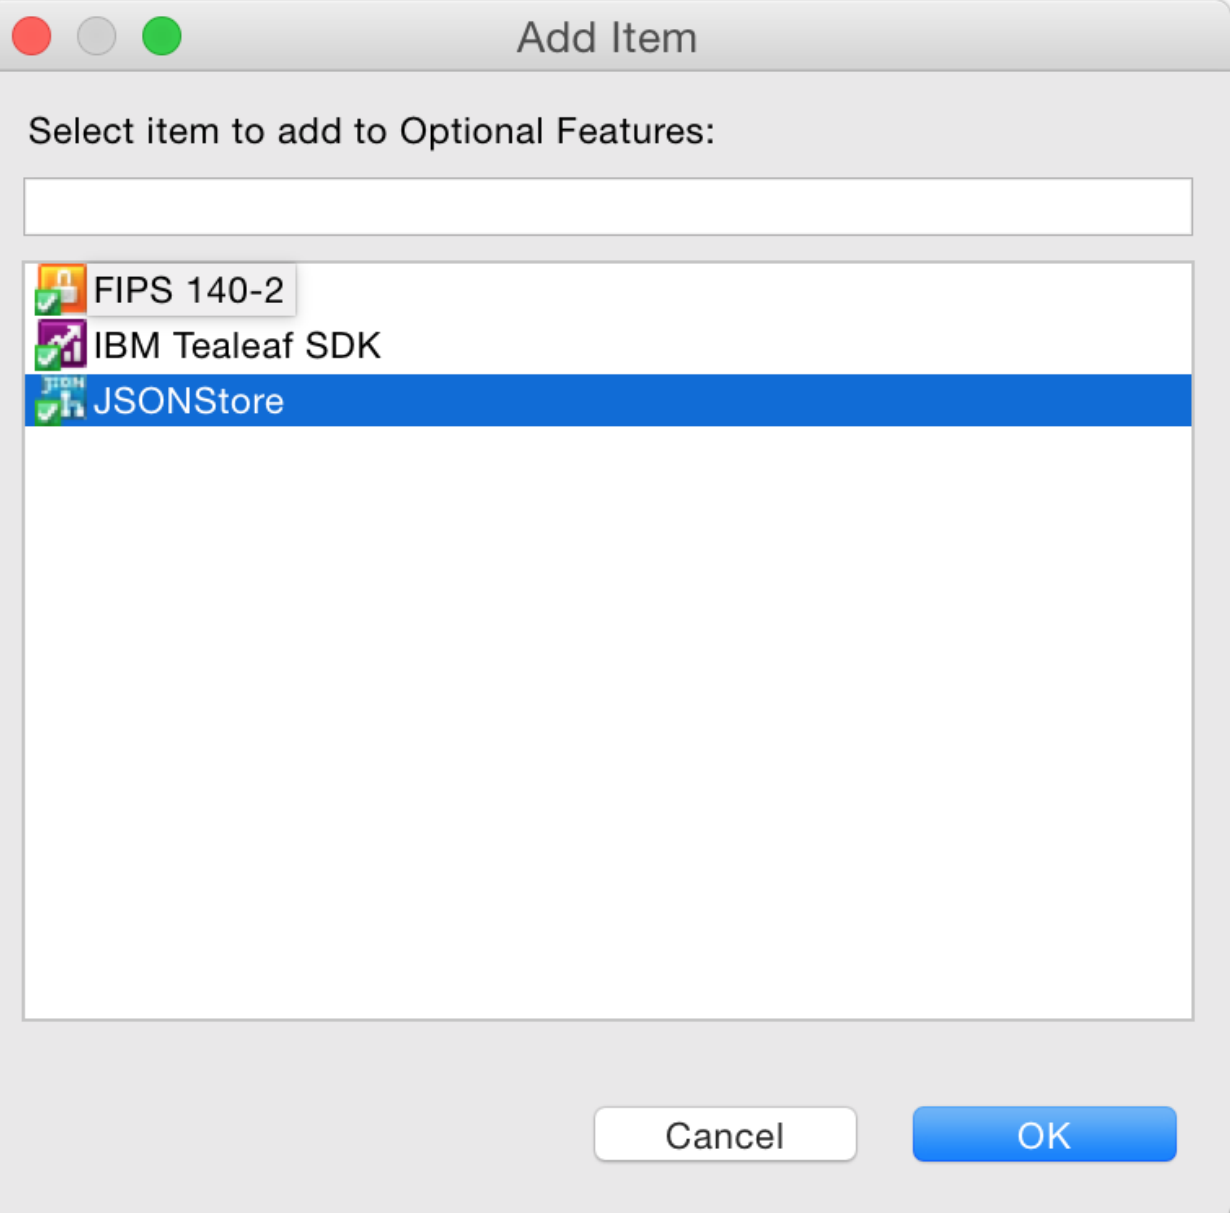 Add Item
Select item to add to Optional Features:
FIPS 140-2
IBM Tealeaf SDK
JSONStore
Cancel
OK